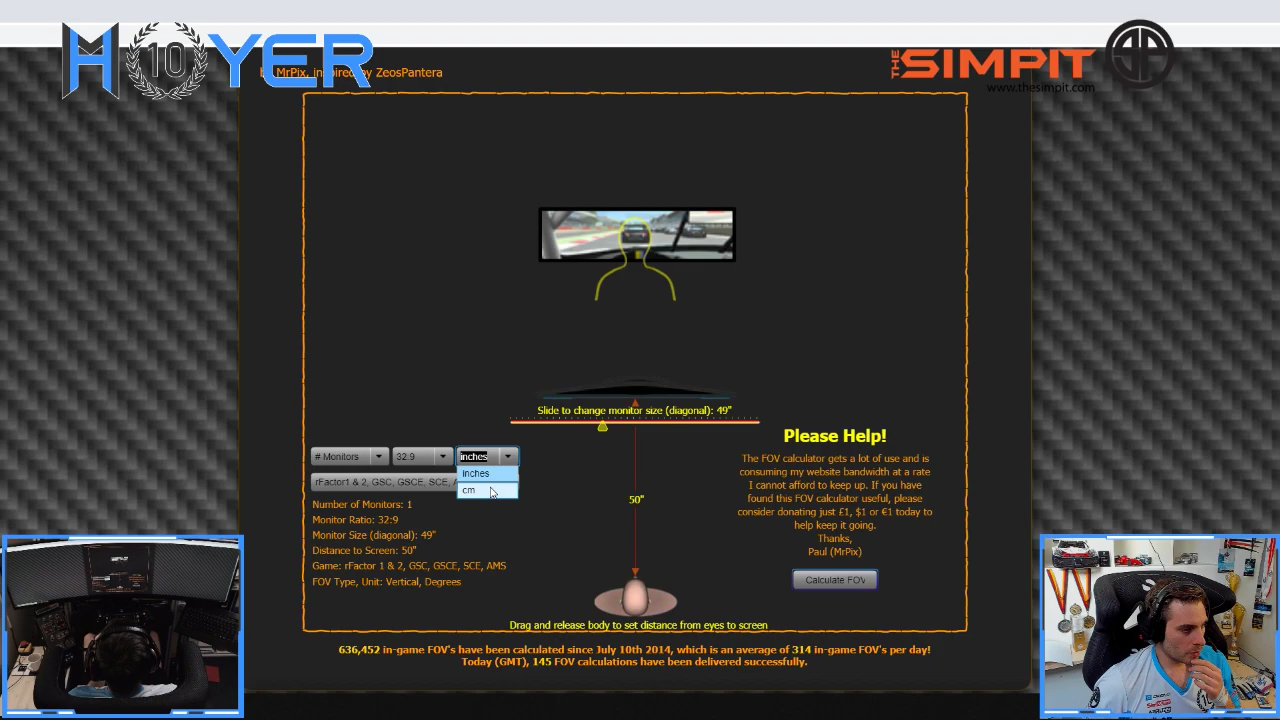 HOYER
10
by MrPix, inspired by ZeosPantera
THE SIMPIT
www.thesimpit.com
Slide to change monitor size (diagonal): 49"
# Monitors
32:9
inches
inches
cm
rFactor1 & 2, GSC, GSCE, SCE,
Number of Monitors: 1
Monitor Ratio: 32:9
Monitor Size (diagonal): 49"
Distance to Screen: 50"
Game: rFactor 1 & 2, GSC, GSCE, SCE, AMS
FOV Type, Unit: Vertical, Degrees
50"
Please Help!
The FOV calculator gets a lot of use and is
consuming my website bandwidth at a rate
I cannot afford to keep up. If you have
found this FOV calculator useful, please
consider donating just £1, $1 or €1 today to
help keep it going.
Thanks,
Paul (MrPix)
Calculate FOV
Drag and release body to set distance from eyes to screen
636,452 in-game FOV's have been calculated since July 10th 2014, which is an average of 314 in-game FOV's per day!
Today (GMT), 145 FOV calculations have been delivered successfully.